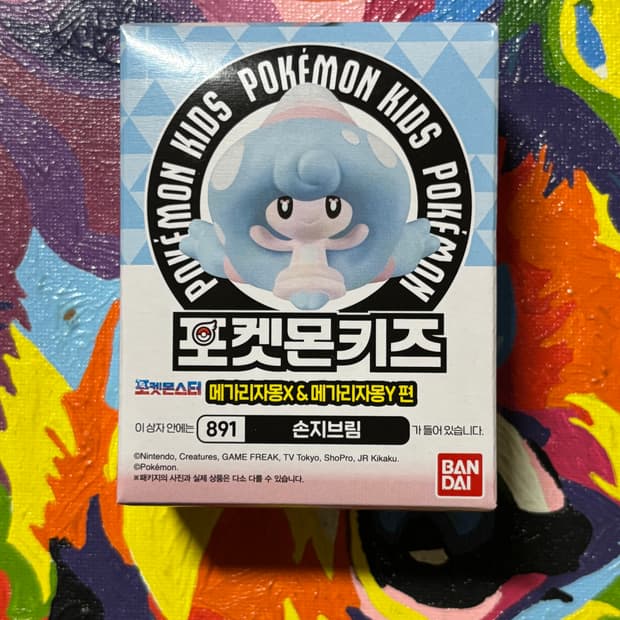 POKÉMON KIDS POKÉMON KIDS POKÉMON
포켓몬키즈
포켓몬스터 메가리자몽X & 메가리자몽Y 편
이 상자 안에는 891 손지브림 가 들어 있습니다.
©Nintendo, Creatures, GAME FREAK, TV Tokyo, ShoPro, JR Kikaku.
©Pokémon.
※패키지의 사진과 실제 상품은 다소 다를 수 있습니다.
BAN
DAI